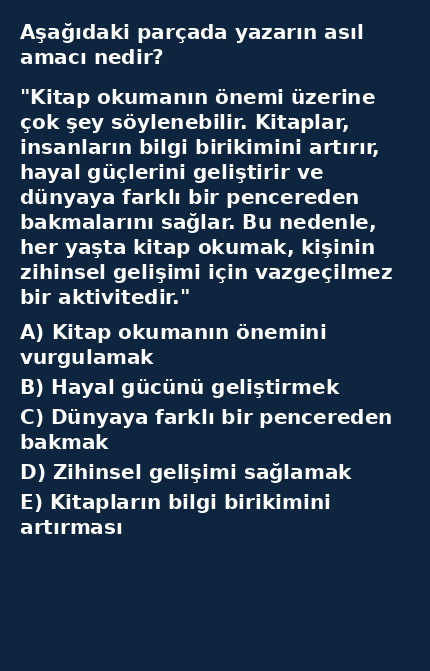 Aşağıdaki parçada yazarın asıl
amacı nedir?
"Kitap okumanın önemi üzerine
çok şey söylenebilir. Kitaplar,
insanların bilgi birikimini artırır,
hayal güçlerini geliştirir ve
dünyaya farklı bir pencereden
bakmalarını sağlar. Bu nedenle,
her yaşta kitap okumak, kişinin
zihinsel gelişimi için vazgeçilmez
bir aktivitedir."
A) Kitap okumanın önemini
vurgulamak
B) Hayal gücünü geliştirmek
C) Dünyaya farklı bir pencereden
bakmak
D) Zihinsel gelişimi sağlamak
E) Kitapların bilgi birikimini
artırması